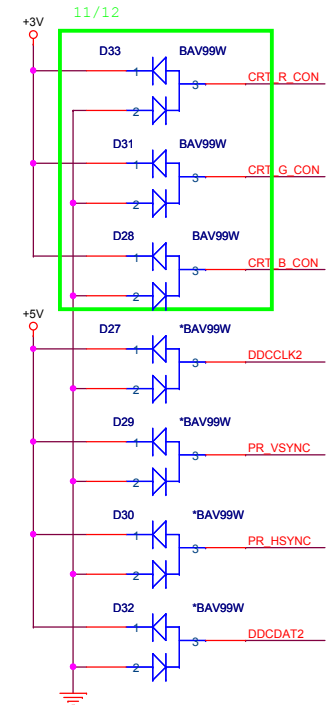 11/12
+3V
D33 BAV99W
1
CRT_R_CON
3
2
D31 BAV99W
1
CRT_G_CON
3
2
D28 BAV99W
1
CRT_B_CON
3
2
+5V
D27 *BAV99W
1
DDCCLK2
3
2
D29 *BAV99W
1
PR_VSYNC
3
2
D30 *BAV99W
1
PR_HSYNC
3
2
D32 *BAV99W
1
DDCDAT2
3
2